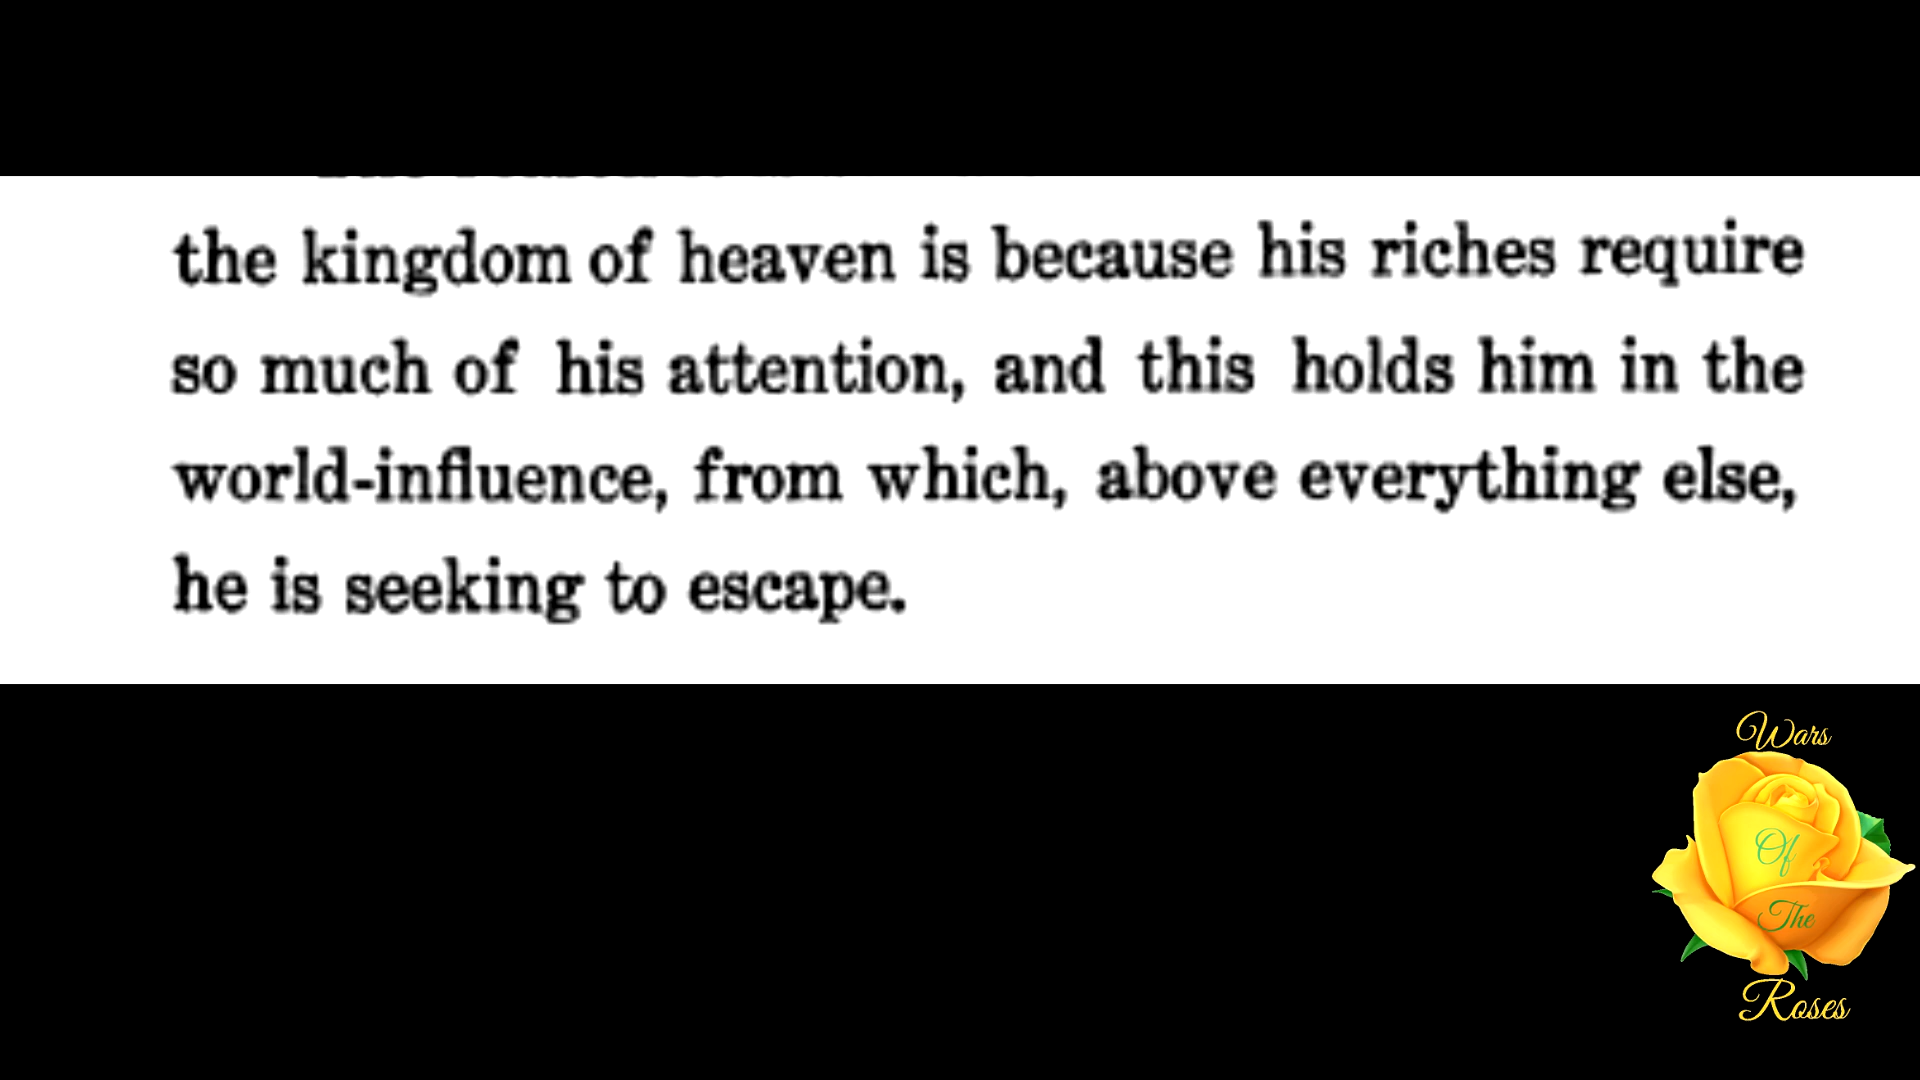 the kingdom of heaven is because his riches require
so much of his attention, and this holds him in the
world-influence, from which, above everything else,
he is seeking to escape.
Wars
Of
The
Roses